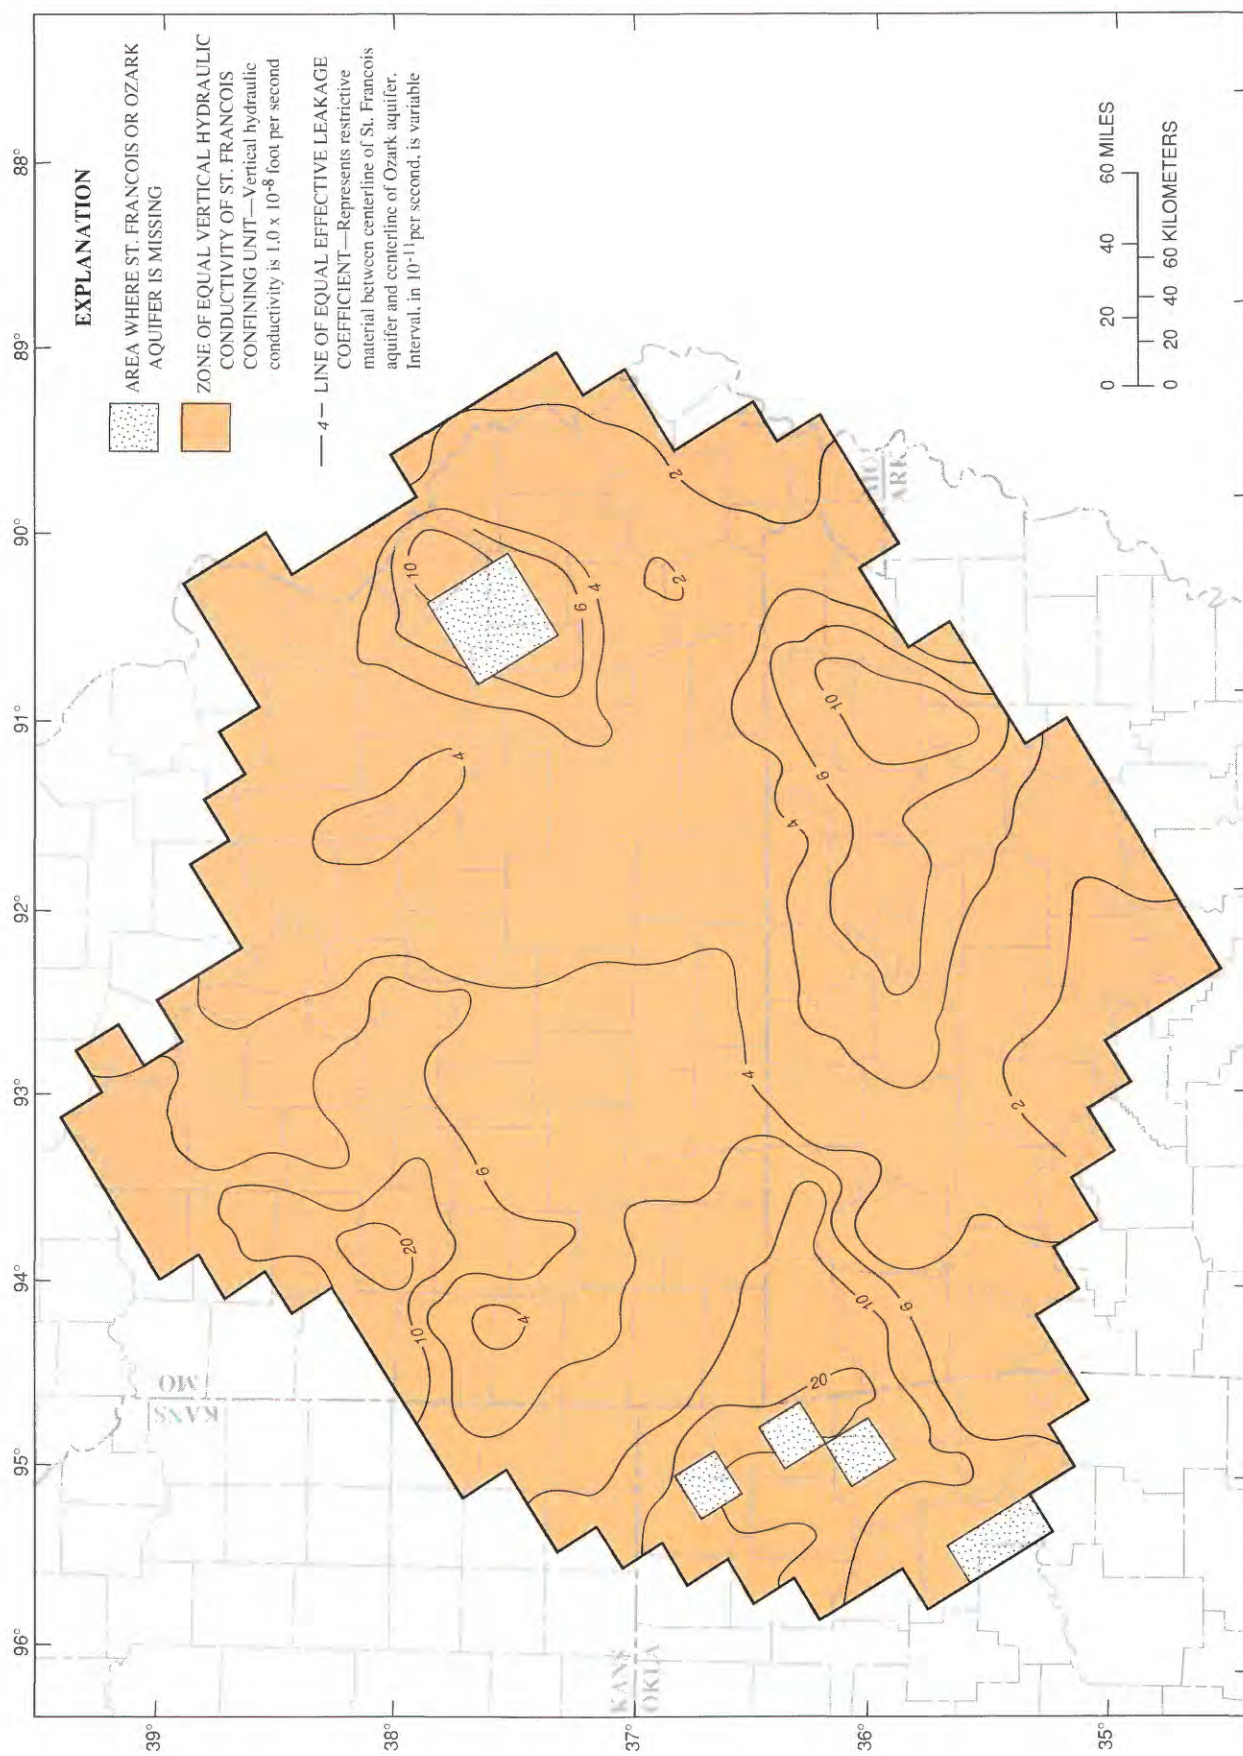 EXPLANATION
AREA WHERE ST. FRANCOIS OR OZARK
AQUIFER IS MISSING
ZONE OF EQUAL VERTICAL HYDRAULIC
CONDUCTIVITY OF ST. FRANCOIS
CONFINING UNIT—Vertical hydraulic
conductivity is 1.0 x 10⁻⁸ foot per second
—4— LINE OF EQUAL EFFECTIVE LEAKAGE
COEFFICIENT—Represents restrictive
material between centerline of St. Francois
aquifer and centerline of Ozark aquifer.
Interval, in 10⁻¹¹ per second, is variable
96°
95°
94°
93°
92°
91°
90°
89°
88°
39°
38°
37°
36°
35°
KANS
MO
KANS
OKLA
MO
ARK
20
10
4
6
4
10
6
4
10
2
6
4
2
4
6
10
20
4
6
10
2
0 20 40 60 MILES
0 20 40 60 KILOMETERS